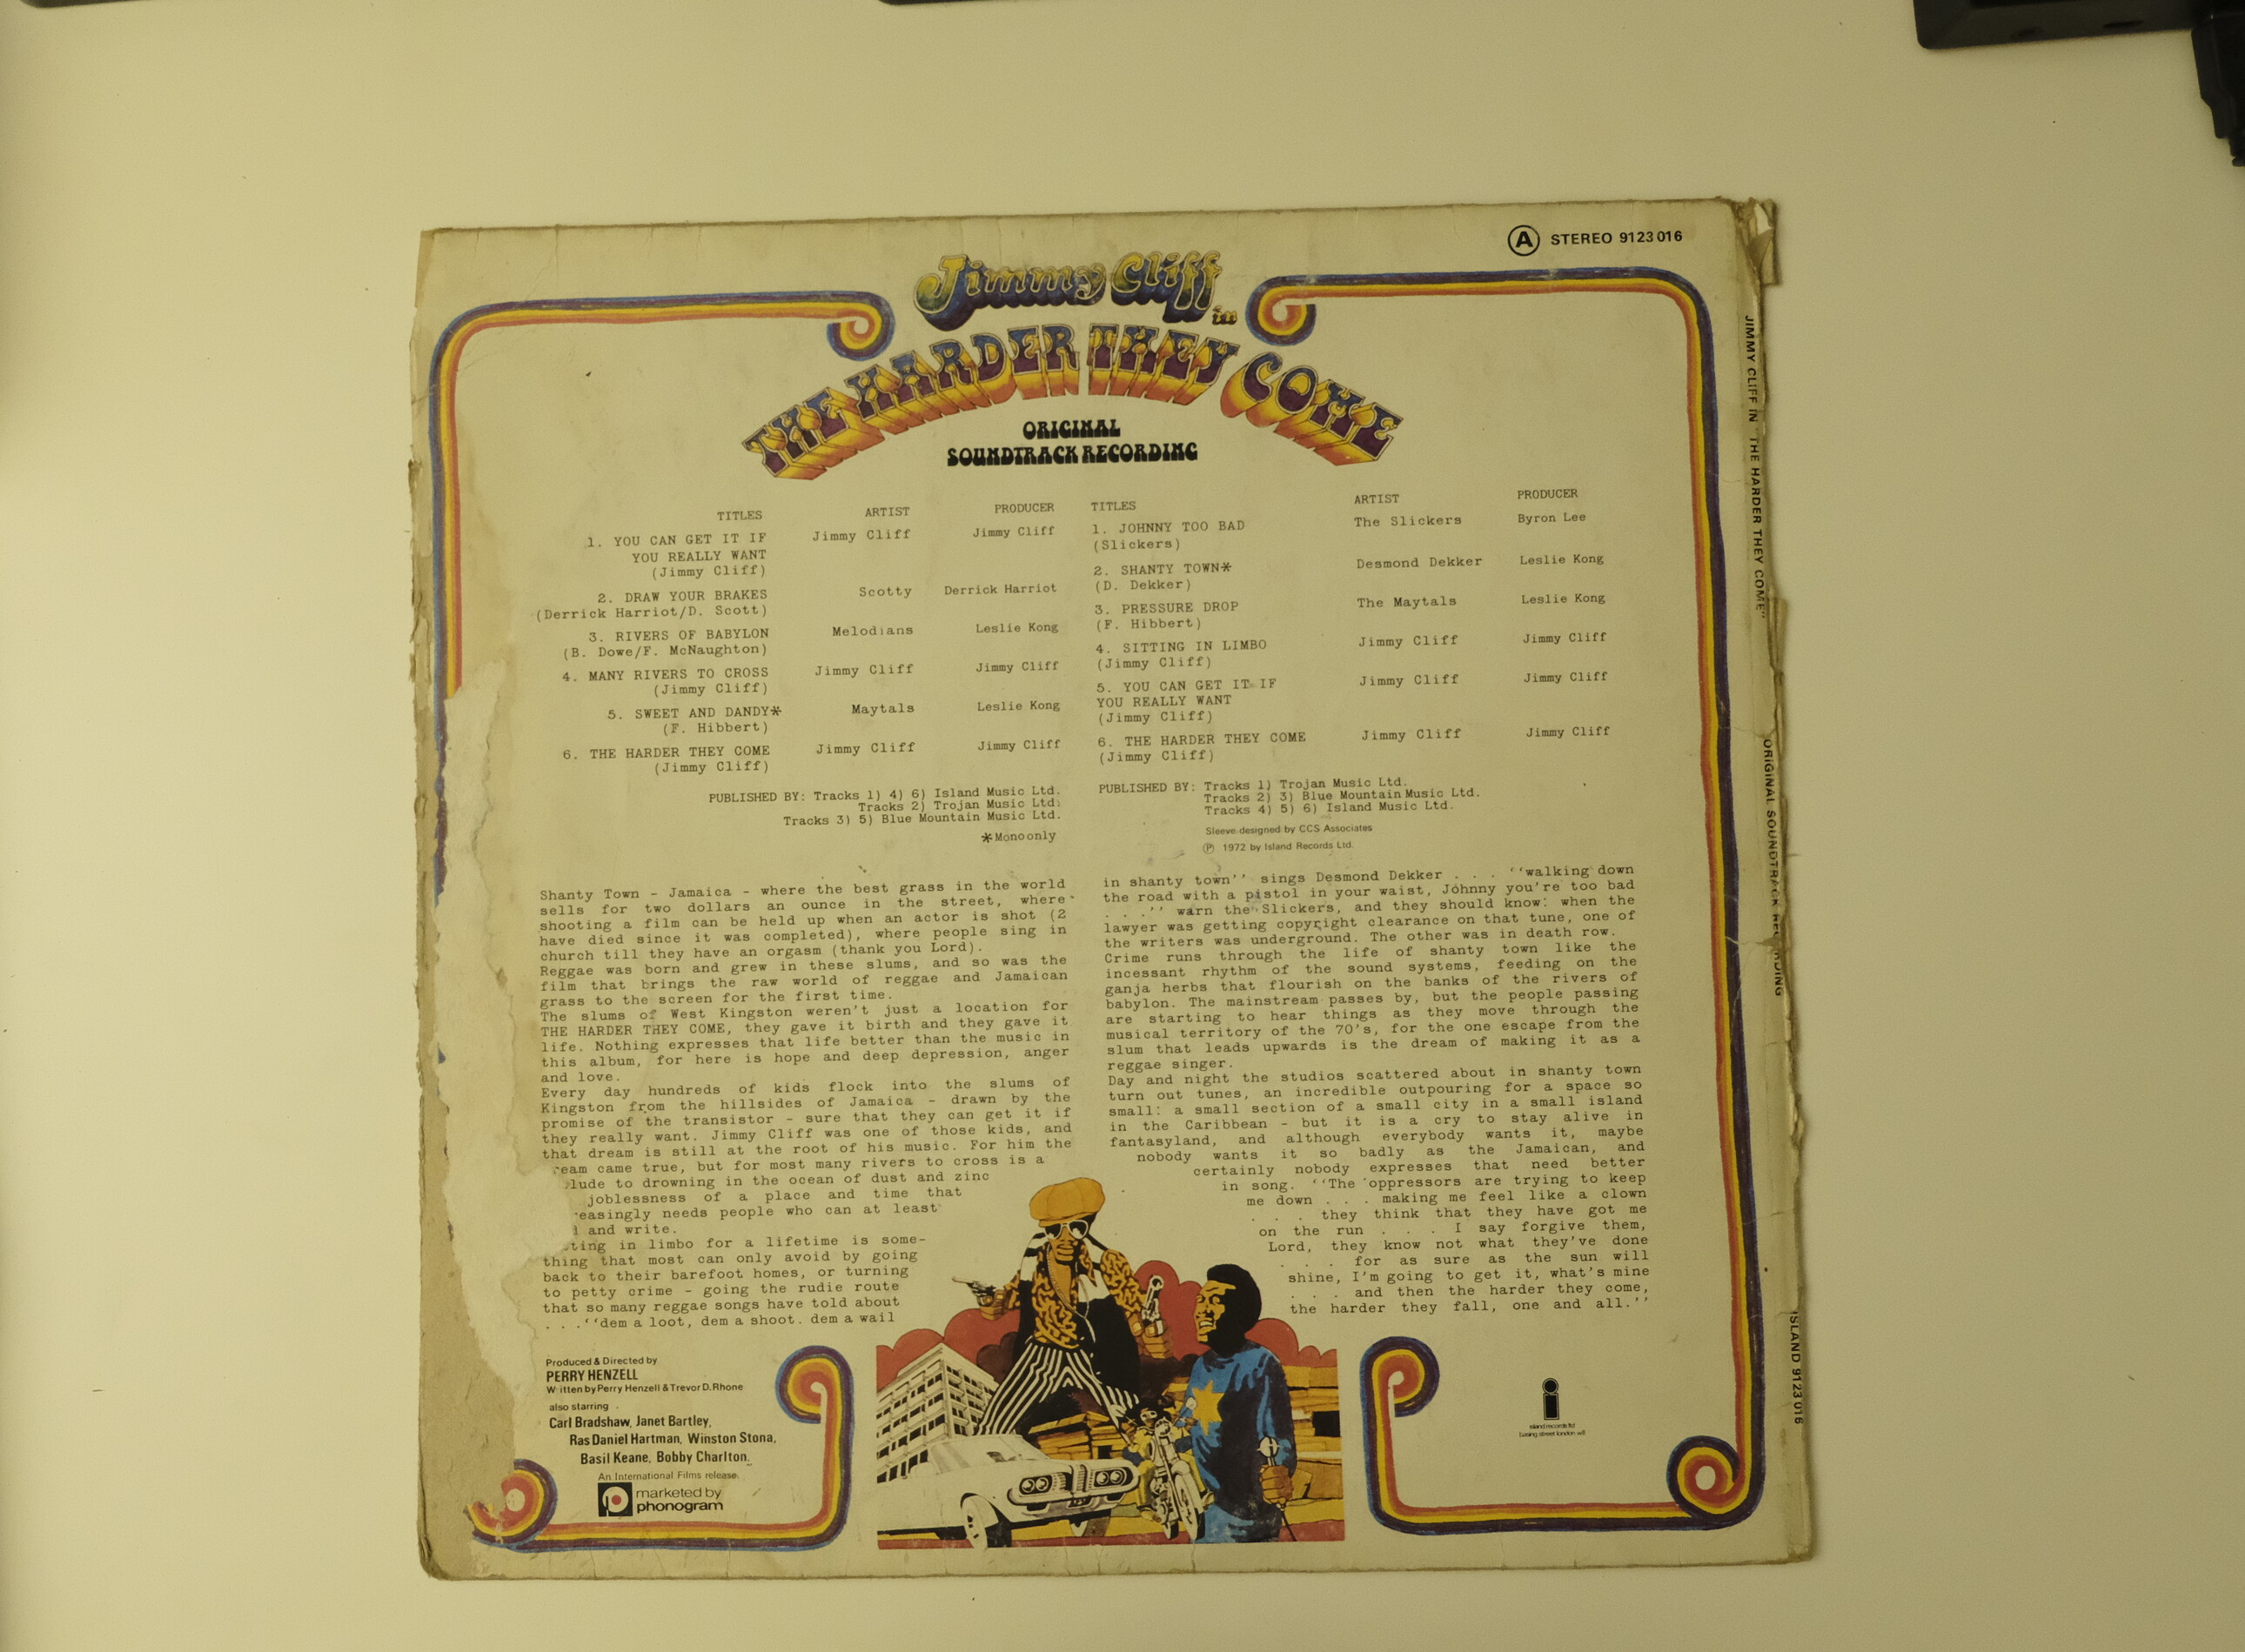 A STEREO 9123 016
Jimmy Cliff
in
THE HARDER THEY COME
ORIGINAL
SOUNDTRACK RECORDING
TITLES ARTIST PRODUCER
1. YOU CAN GET IT IF Jimmy Cliff Jimmy Cliff
YOU REALLY WANT
(Jimmy Cliff)
2. DRAW YOUR BRAKES Scotty Derrick Harriot
(Derrick Harriot/D. Scott)
3. RIVERS OF BABYLON Melodians Leslie Kong
(B. Dowe/F. McNaughton)
4. MANY RIVERS TO CROSS Jimmy Cliff Jimmy Cliff
(Jimmy Cliff)
5. SWEET AND DANDY* Maytals Leslie Kong
(F. Hibbert)
6. THE HARDER THEY COME Jimmy Cliff Jimmy Cliff
(Jimmy Cliff)
PUBLISHED BY: Tracks 1) 4) 6) Island Music Ltd.
Tracks 2) Trojan Music Ltd.
Tracks 3) 5) Blue Mountain Music Ltd.
*Mono only
TITLES ARTIST PRODUCER
1. JOHNNY TOO BAD The Slickers Byron Lee
(Slickers)
2. SHANTY TOWN* Desmond Dekker Leslie Kong
(D. Dekker)
3. PRESSURE DROP The Maytals Leslie Kong
(F. Hibbert)
4. SITTING IN LIMBO Jimmy Cliff Jimmy Cliff
(Jimmy Cliff)
5. YOU CAN GET IT IF Jimmy Cliff Jimmy Cliff
YOU REALLY WANT
(Jimmy Cliff)
6. THE HARDER THEY COME Jimmy Cliff Jimmy Cliff
(Jimmy Cliff)
PUBLISHED BY: Tracks 1) Trojan Music Ltd.
Tracks 2) 3) Blue Mountain Music Ltd.
Tracks 4) 5) 6) Island Music Ltd.
Sleeve designed by CCS Associates
℗ 1972 by Island Records Ltd.
Shanty Town - Jamaica - where the best grass in the world
sells for two dollars an ounce in the street, where
shooting a film can be held up when an actor is shot (2
have died since it was completed), where people sing in
church till they have an orgasm (thank you Lord).
Reggae was born and grew in these slums, and so was the
film that brings the raw world of reggae and Jamaican
grass to the screen for the first time.
The slums of West Kingston weren't just a location for
THE HARDER THEY COME, they gave it birth and they gave it
life. Nothing expresses that life better than the music in
this album, for here is hope and deep depression, anger
and love.
Every day hundreds of kids flock into the slums of
Kingston from the hillsides of Jamaica - drawn by the
promise of the transistor - sure that they can get it if
they really want. Jimmy Cliff was one of those kids, and
that dream is still at the root of his music. For him the
ream came true, but for most many rivers to cross is a
lude to drowning in the ocean of dust and zinc
joblessness of a place and time that
easingly needs people who can at least
and write.
ting in limbo for a lifetime is some-
thing that most can only avoid by going
back to their barefoot homes, or turning
to petty crime - going the rudie route
that so many reggae songs have told about
. . .''dem a loot, dem a shoot. dem a wail
in shanty town'' sings Desmond Dekker . . . ''walking down
the road with a pistol in your waist, Johnny you're too bad
. . .'' warn the Slickers, and they should know: when the
lawyer was getting copyright clearance on that tune, one of
the writers was underground. The other was in death row.
Crime runs through the life of shanty town like the
incessant rhythm of the sound systems, feeding on the
ganja herbs that flourish on the banks of the rivers of
babylon. The mainstream passes by, but the people passing
are starting to hear things as they move through the
musical territory of the 70's, for the one escape from the
slum that leads upwards is the dream of making it as a
reggae singer.
Day and night the studios scattered about in shanty town
turn out tunes, an incredible outpouring for a space so
small: a small section of a small city in a small island
in the Caribbean - but it is a cry to stay alive in
fantasyland, and although everybody wants it, maybe
nobody wants it so badly as the Jamaican, and
certainly nobody expresses that need better
in song. ''The oppressors are trying to keep
me down . . . making me feel like a clown
. . . they think that they have got me
on the run . . . I say forgive them,
Lord, they know not what they've done
. . . for as sure as the sun will
shine, I'm going to get it, what's mine
. . . and then the harder they come,
the harder they fall, one and all.''
Produced & Directed by
PERRY HENZELL
Written by Perry Henzell & Trevor D. Rhone
also starring
Carl Bradshaw, Janet Bartley,
Ras Daniel Hartman, Winston Stona,
Basil Keane, Bobby Charlton.
An International Films release.
marketed by
phonogram
island records ltd
basing street london w11
JIMMY CLIFF IN "THE HARDER THEY COME" ORIGINAL SOUNDTRACK RECORDING ISLAND 9123 016